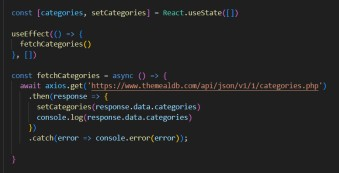 const [categories, setCategories] = React.useState([])
useEffect(() => {
fetchCategories()
}, [])
const fetchCategories = async () => {
await axios.get('https://www.themealdb.com/api/json/v1/1/categories.php')
.then(response => {
setCategories(response.data.categories)
console.log(response.data.categories)
})
.catch(error => console.error(error));
}